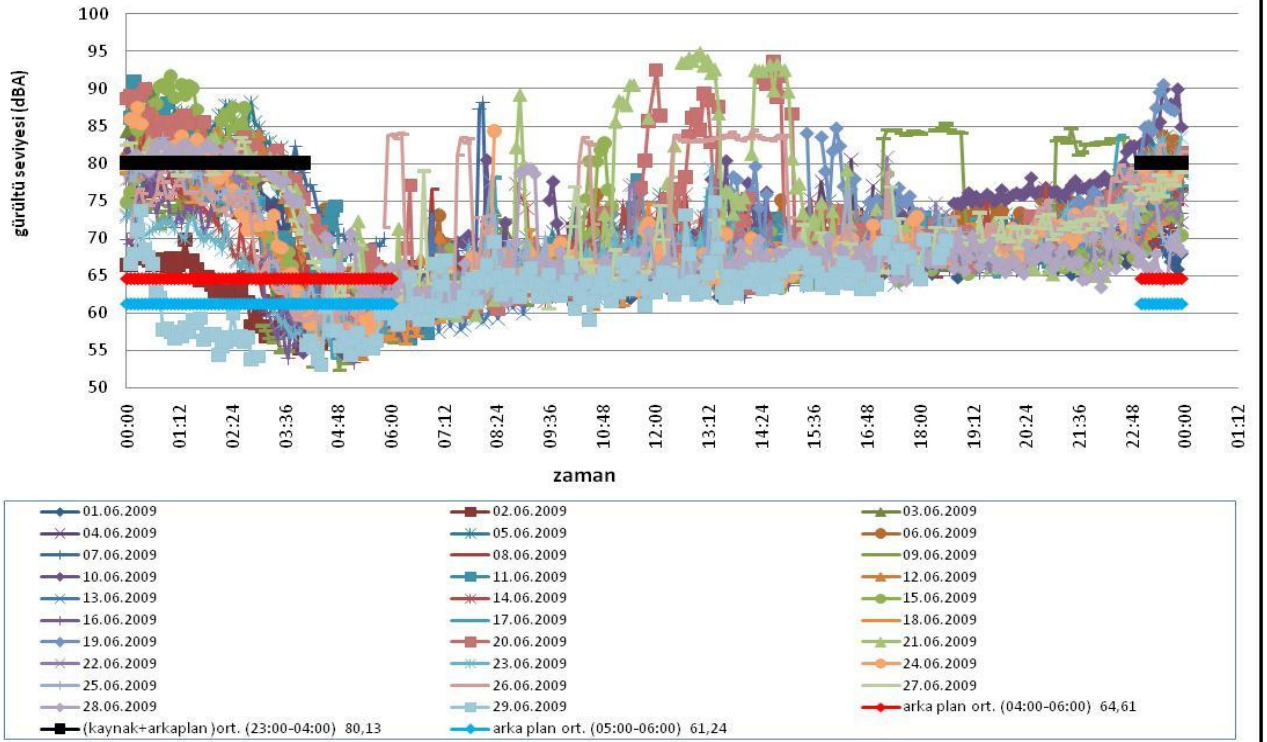 100
95
90
85
80
75
70
65
60
55
50
gürültü seviyesi (dBA)
00:00 01:12 02:24 03:36 04:48 06:00 07:12 08:24 09:36 10:48 12:00 13:12 14:24 15:36 16:48 18:00 19:12 20:24 21:36 22:48 00:00 01:12
zaman
01.06.2009 02.06.2009 03.06.2009
04.06.2009 05.06.2009 06.06.2009
07.06.2009 08.06.2009 09.06.2009
10.06.2009 11.06.2009 12.06.2009
13.06.2009 14.06.2009 15.06.2009
16.06.2009 17.06.2009 18.06.2009
19.06.2009 20.06.2009 21.06.2009
22.06.2009 23.06.2009 24.06.2009
25.06.2009 26.06.2009 27.06.2009
28.06.2009 29.06.2009 arka plan ort. (04:00-06:00) 64,61
(kaynak+arkaplan )ort. (23:00-04:00) 80,13 arka plan ort. (05:00-06:00) 61,24